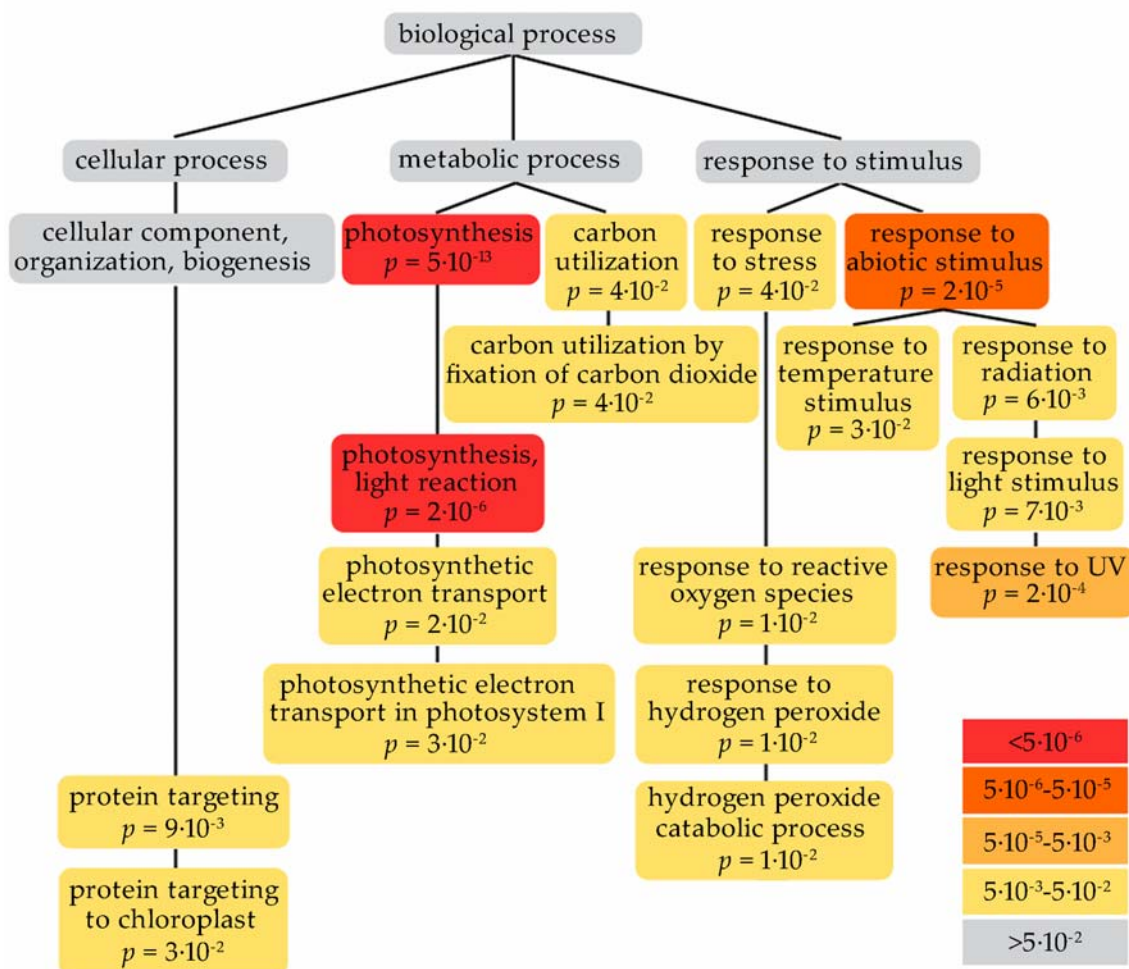 biological process
cellular process
metabolic process
response to stimulus
cellular component,
organization, biogenesis
photosynthesis
p = 5·10⁻¹³
carbon
utilization
p = 4·10⁻²
response
to stress
p = 4·10⁻²
response to
abiotic stimulus
p = 2·10⁻⁵
carbon utilization by
fixation of carbon dioxide
p = 4·10⁻²
response to
temperature
stimulus
p = 3·10⁻²
response to
radiation
p = 6·10⁻³
photosynthesis,
light reaction
p = 2·10⁻⁶
response to
light stimulus
p = 7·10⁻³
photosynthetic
electron transport
p = 2·10⁻²
response to reactive
oxygen species
p = 1·10⁻²
response to UV
p = 2·10⁻⁴
photosynthetic electron
transport in photosystem I
p = 3·10⁻²
response to
hydrogen peroxide
p = 1·10⁻²
protein targeting
p = 9·10⁻³
hydrogen peroxide
catabolic process
p = 1·10⁻²
protein targeting
to chloroplast
p = 3·10⁻²
<5·10⁻⁶
5·10⁻⁶-5·10⁻⁵
5·10⁻⁵-5·10⁻³
5·10⁻³-5·10⁻²
>5·10⁻²